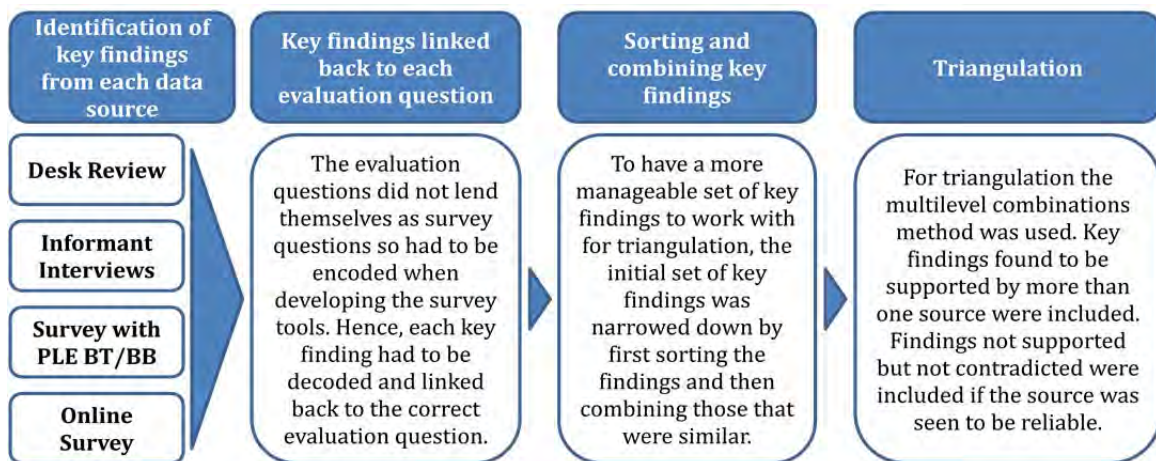 Identification of
key findings
from each data
source
Desk Review
Informant
Interviews
Survey with
PLE BT/BB
Online
Survey
Key findings linked
back to each
evaluation question
The evaluation
questions did not lend
themselves as survey
questions so had to be
encoded when
developing the survey
tools. Hence, each key
finding had to be
decoded and linked
back to the correct
evaluation question.
Sorting and
combining key
findings
To have a more
manageable set of key
findings to work with
for triangulation, the
initial set of key
findings was
narrowed down by
first sorting the
findings and then
combining those that
were similar.
Triangulation
For triangulation the
multilevel combinations
method was used. Key
findings found to be
supported by more than
one source were included.
Findings not supported
but not contradicted were
included if the source was
seen to be reliable.